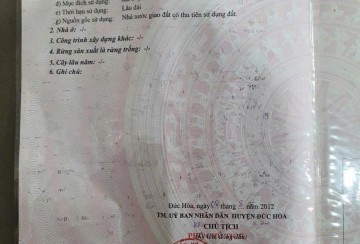 d) Mục đích sử dụng:
e) Thời hạn sử dụng: Lâu dài
g) Nguồn gốc sử dụng: Nhà nước giao đất có thu tiền sử dụng đất.
2. Nhà ở: -/-
3. Công trình xây dựng khác: -/-
4. Rừng sản xuất là rừng trồng: -/-
5. Cây lâu năm: -/-
6. Ghi chú:
Đức Hòa, ngày tháng năm 2012
TM. UỶ BAN NHÂN DÂN HUYỆN ĐỨC HÒA
CHỦ TỊCH